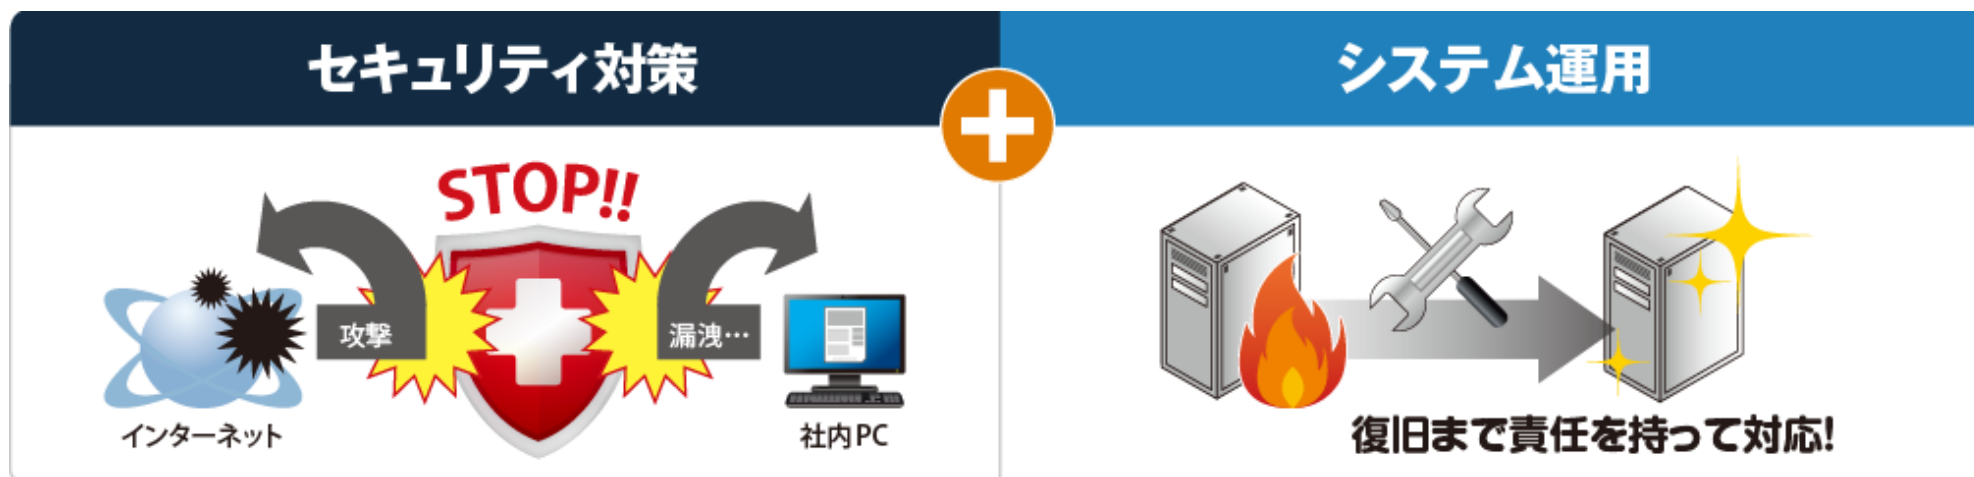 セキュリティ対策
システム運用
STOP!!
攻撃
漏洩…
インターネット
社内PC
復旧まで責任を持って対応!